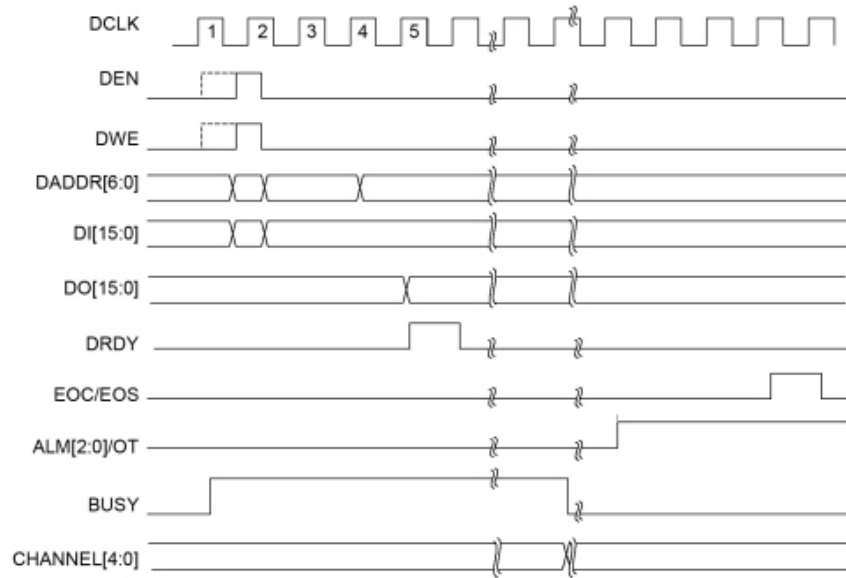 DCLK
1 2 3 4 5
DEN
DWE
DADDR[6:0]
DI[15:0]
DO[15:0]
DRDY
EOC/EOS
ALM[2:0]/OT
BUSY
CHANNEL[4:0]